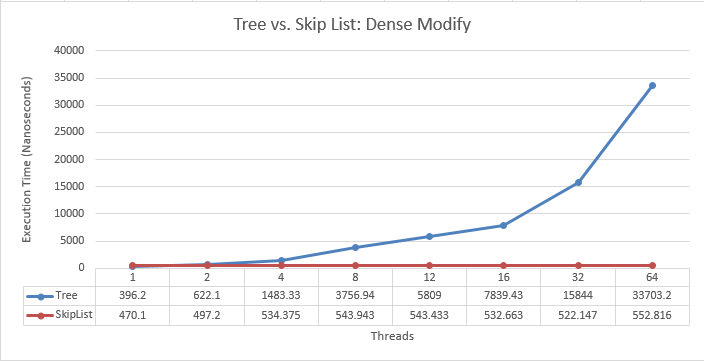 Tree vs. Skip List: Dense Modify
Execution Time (Nanoseconds)
40000
35000
30000
25000
20000
15000
10000
5000
0
1 2 4 8 12 16 32 64
Tree 396.2 622.1 1483.33 3756.94 5809 7839.43 15844 33703.2
SkipList 470.1 497.2 534.375 543.943 543.433 532.663 522.147 552.816
Threads